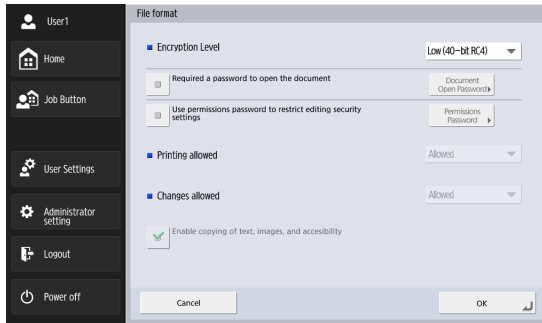 User1
Home
Job Button
User Settings
Administrator
setting
Logout
Power off
File format
Encryption Level
Low (40-bit RC4)
Required a password to open the document
Document
Open Password
Use permissions password to restrict editing security
settings
Permissions
Password
Printing allowed
Allowed
Changes allowed
Allowed
Enable copying of text, images, and accesibility
Cancel
OK